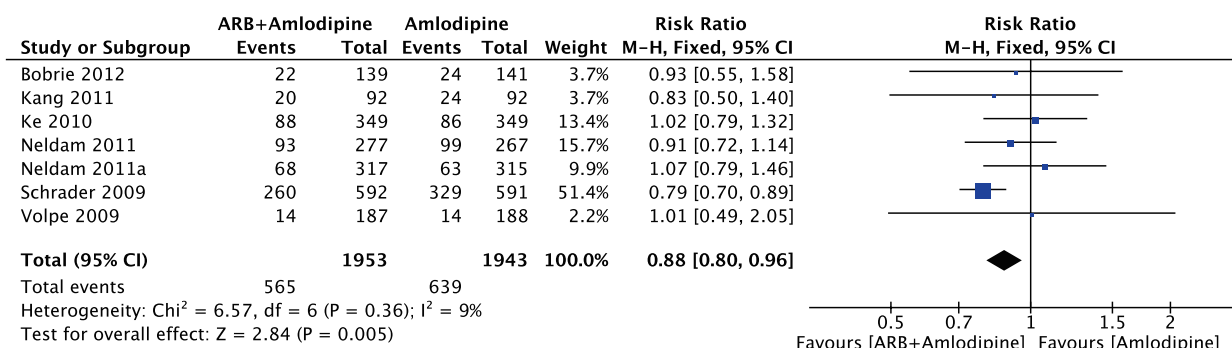 ARB+Amlodipine Amlodipine Risk Ratio Risk Ratio
Study or Subgroup Events Total Events Total Weight M-H, Fixed, 95% CI M-H, Fixed, 95% CI
Bobrie 2012 22 139 24 141 3.7% 0.93 [0.55, 1.58]
Kang 2011 20 92 24 92 3.7% 0.83 [0.50, 1.40]
Ke 2010 88 349 86 349 13.4% 1.02 [0.79, 1.32]
Neldam 2011 93 277 99 267 15.7% 0.91 [0.72, 1.14]
Neldam 2011a 68 317 63 315 9.9% 1.07 [0.79, 1.46]
Schrader 2009 260 592 329 591 51.4% 0.79 [0.70, 0.89]
Volpe 2009 14 187 14 188 2.2% 1.01 [0.49, 2.05]
Total (95% CI) 1953 1943 100.0% 0.88 [0.80, 0.96]
Total events 565 639
Heterogeneity: Chi² = 6.57, df = 6 (P = 0.36); I² = 9%
Test for overall effect: Z = 2.84 (P = 0.005)
0.5 0.7 1 1.5 2
Favours [ARB+Amlodipine] Favours [Amlodipine]